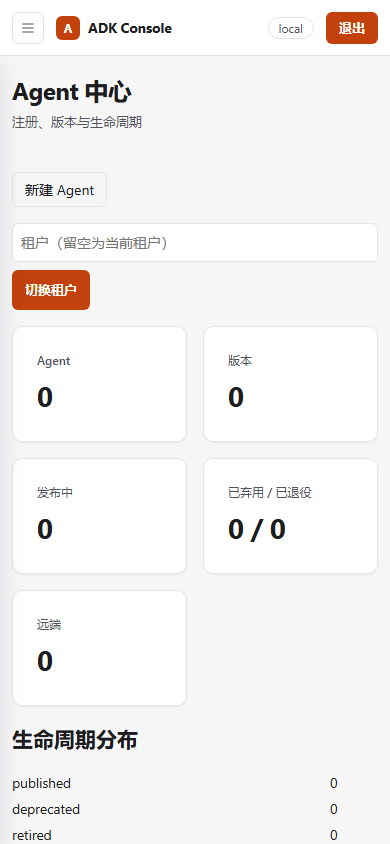 A ADK Console local 退出
Agent 中心
注册、版本与生命周期
新建 Agent
租户（留空为当前租户）
切换租户
Agent 版本
0 0
发布中 已弃用 / 已退役
0 0 / 0
远端
0
生命周期分布
published 0
deprecated 0
retired 0